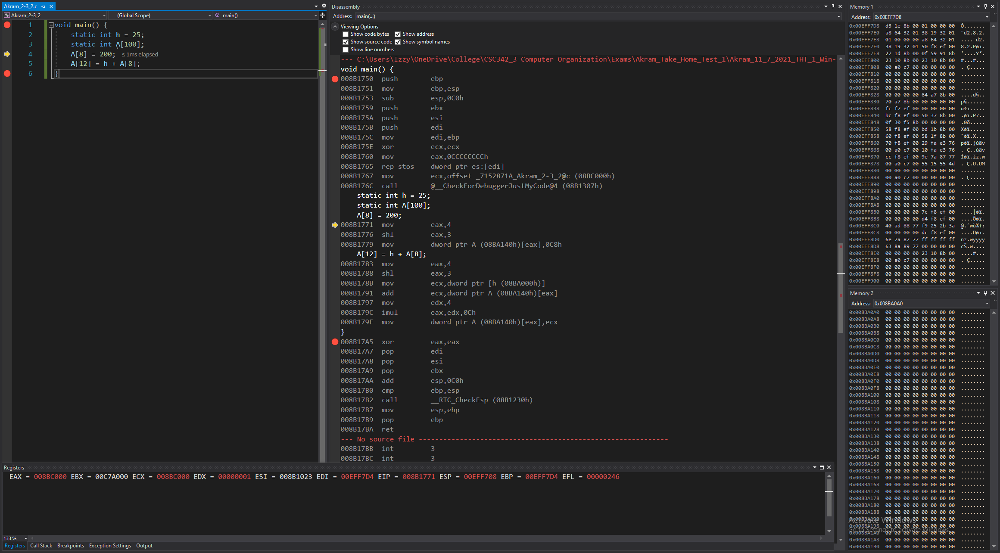 Akram_2-3_2.c
Akram_2-3_2 (Global Scope) main()
1 void main() {
2 static int h = 25;
3 static int A[100];
4 A[8] = 200; ≤ 1ms elapsed
5 A[12] = h + A[8];
6 }
Disassembly
Address: main(...)
Viewing Options
Show code bytes Show address
Show source code Show symbol names
Show line numbers
--- C:\Users\Izzy\OneDrive\College\CSC342_3 Computer Organization\Exams\Akram_Take_Home_Test_1\Akram_11_7_2021_THT_1_Win-
void main() {
008B1750 push ebp
008B1751 mov ebp,esp
008B1753 sub esp,0C0h
008B1759 push ebx
008B175A push esi
008B175B push edi
008B175C mov edi,ebp
008B175E xor ecx,ecx
008B1760 mov eax,0CCCCCCCCh
008B1765 rep stos dword ptr es:[edi]
008B1767 mov ecx,offset _7152871A_Akram_2-3_2@c (08BC000h)
008B176C call @__CheckForDebuggerJustMyCode@4 (08B1307h)
static int h = 25;
static int A[100];
A[8] = 200;
008B1771 mov eax,4
008B1776 shl eax,3
008B1779 mov dword ptr A (08BA140h)[eax],0C8h
A[12] = h + A[8];
008B1783 mov eax,4
008B1788 shl eax,3
008B178B mov ecx,dword ptr [h (08BA000h)]
008B1791 add ecx,dword ptr A (08BA140h)[eax]
008B1797 mov edx,4
008B179C imul eax,edx,0Ch
008B179F mov dword ptr A (08BA140h)[eax],ecx
}
008B17A5 xor eax,eax
008B17A7 pop edi
008B17A8 pop esi
008B17A9 pop ebx
008B17AA add esp,0C0h
008B17B0 cmp ebp,esp
008B17B2 call __RTC_CheckEsp (08B1230h)
008B17B7 mov esp,ebp
008B17B9 pop ebp
008B17BA ret
--- No source file -------------------------------------------------------------
008B17BB int 3
008B17BC int 3
Memory 1
Address: 0x00EFF7D8
0x00EFF7D8 d3 1e 8b 00 01 00 00 00 Ó.......
0x00EFF7E0 a8 64 32 01 38 19 32 01 ¨d2.8.2.
0x00EFF7E8 01 00 00 00 a8 64 32 01 ....¨d2.
0x00EFF7F0 38 19 32 01 50 f8 ef 00 8.2.Pøï.
0x00EFF7F8 27 1d 8b 00 0f 59 91 8b '....Y‘.
0x00EFF800 23 10 8b 00 23 10 8b 00 #...#...
0x00EFF808 00 a0 c7 00 00 00 00 00 . Ç.....
0x00EFF810 00 00 00 00 00 00 00 00 ........
0x00EFF818 00 00 00 00 00 00 00 00 ........
0x00EFF820 00 00 00 00 00 00 00 00 ........
0x00EFF828 00 00 00 00 64 a7 8b 00 ....d§..
0x00EFF830 70 a7 8b 00 00 00 00 00 p§......
0x00EFF838 fc f7 ef 00 00 00 00 00 ü÷ï.....
0x00EFF840 bc f8 ef 00 50 37 8b 00 .øï.P7..
0x00EFF848 0f 30 f5 8b 00 00 00 00 .0õ.....
0x00EFF850 58 f8 ef 00 bd 1b 8b 00 Xøï.....
0x00EFF858 60 f8 ef 00 58 1f 8b 00 `øï.X...
0x00EFF860 70 f8 ef 00 29 fa e3 76 pøï.)úãv
0x00EFF868 00 a0 c7 00 10 fa e3 76 . Ç..úãv
0x00EFF870 cc f8 ef 00 9e 7a 87 77 Ìøï.žz.w
0x00EFF878 00 a0 c7 00 55 15 55 4d . Ç.U.UM
0x00EFF880 00 00 00 00 00 00 00 00 ........
0x00EFF888 00 a0 c7 00 00 00 00 00 . Ç.....
0x00EFF890 00 00 00 00 00 00 00 00 ........
0x00EFF898 00 00 00 00 00 00 00 00 ........
0x00EFF8A0 00 00 00 00 00 00 00 00 ........
0x00EFF8A8 00 00 00 00 00 00 00 00 ........
0x00EFF8B0 00 00 00 00 7c f8 ef 00 ....|øï.
0x00EFF8B8 00 00 00 00 d4 f8 ef 00 ....Ôøï.
0x00EFF8C0 40 ad 88 77 f9 25 2b 3a @.ˆwù%+:
0x00EFF8C8 00 00 00 00 dc f8 ef 00 ....Üøï.
0x00EFF8D0 6e 7a 87 77 ff ff ff ff nz.wÿÿÿÿ
0x00EFF8D8 63 8a 89 77 00 00 00 00 cŠ.w....
0x00EFF8E0 00 00 00 00 23 10 8b 00 ....#...
0x00EFF8E8 00 a0 c7 00 00 00 00 00 . Ç.....
0x00EFF8F0 00 00 00 00 00 00 00 00 ........
0x00EFF8F8 00 00 00 00 00 00 00 00 ........
0x00EFF900 00 00 00 00 00 00 00 00 ........
Memory 2
Address: 0x008BA0A0
0x008BA0A0 00 00 00 00 00 00 00 00 ........
0x008BA0A8 00 00 00 00 00 00 00 00 ........
0x008BA0B0 00 00 00 00 00 00 00 00 ........
0x008BA0B8 00 00 00 00 00 00 00 00 ........
0x008BA0C0 00 00 00 00 00 00 00 00 ........
0x008BA0C8 00 00 00 00 00 00 00 00 ........
0x008BA0D0 00 00 00 00 00 00 00 00 ........
0x008BA0D8 00 00 00 00 00 00 00 00 ........
0x008BA0E0 00 00 00 00 00 00 00 00 ........
0x008BA0E8 00 00 00 00 00 00 00 00 ........
0x008BA0F0 00 00 00 00 00 00 00 00 ........
0x008BA0F8 00 00 00 00 00 00 00 00 ........
0x008BA100 00 00 00 00 00 00 00 00 ........
0x008BA108 00 00 00 00 00 00 00 00 ........
0x008BA110 00 00 00 00 00 00 00 00 ........
0x008BA118 00 00 00 00 00 00 00 00 ........
0x008BA120 00 00 00 00 00 00 00 00 ........
0x008BA128 00 00 00 00 00 00 00 00 ........
0x008BA130 00 00 00 00 00 00 00 00 ........
0x008BA138 00 00 00 00 00 00 00 00 ........
0x008BA140 00 00 00 00 00 00 00 00 ........
0x008BA148 00 00 00 00 00 00 00 00 ........
0x008BA150 00 00 00 00 00 00 00 00 ........
0x008BA158 00 00 00 00 00 00 00 00 ........
0x008BA160 00 00 00 00 00 00 00 00 ........
0x008BA168 00 00 00 00 00 00 00 00 ........
0x008BA170 00 00 00 00 00 00 00 00 ........
0x008BA178 00 00 00 00 00 00 00 00 ........
0x008BA180 00 00 00 00 00 00 00 00 ........
0x008BA188 00 00 00 00 00 00 00 00 ........
0x008BA190 00 00 00 00 00 00 00 00 ........
0x008BA198 00 00 00 00 00 00 00 00 ........
0x008BA1A0 00 00 00 00 00 00 00 00 ........
0x008BA1A8 00 00 00 00 00 00 00 00 ........
0x008BA1B0 00 00 00 00 00 00 00 00 ........
Activate Windows
Go to Settings to activate Windows.
Registers
EAX = 008BC000 EBX = 00C7A000 ECX = 008BC000 EDX = 00000001 ESI = 008B1023 EDI = 00EFF7D4 EIP = 008B1771 ESP = 00EFF708 EBP = 00EFF7D4 EFL = 00000246
133 %
Registers Call Stack Breakpoints Exception Settings Output